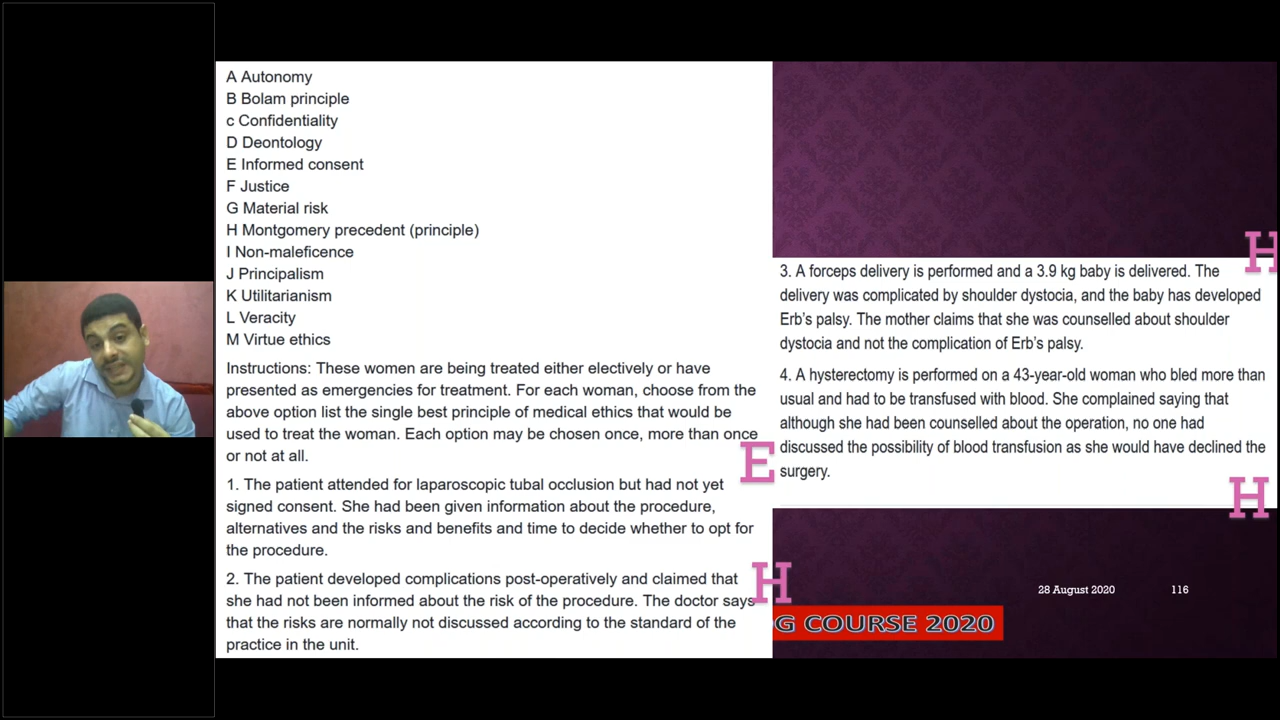 A Autonomy
B Bolam principle
c Confidentiality
D Deontology
E Informed consent
F Justice
G Material risk
H Montgomery precedent (principle)
I Non-maleficence
J Principalism
K Utilitarianism
L Veracity
M Virtue ethics
Instructions: These women are being treated either electively or have
presented as emergencies for treatment. For each woman, choose from the
above option list the single best principle of medical ethics that would be
used to treat the woman. Each option may be chosen once, more than once
or not at all.
E
1. The patient attended for laparoscopic tubal occlusion but had not yet
signed consent. She had been given information about the procedure,
alternatives and the risks and benefits and time to decide whether to opt for
the procedure.
H
2. The patient developed complications post-operatively and claimed that
she had not been informed about the risk of the procedure. The doctor says
that the risks are normally not discussed according to the standard of the
practice in the unit.
H
3. A forceps delivery is performed and a 3.9 kg baby is delivered. The
delivery was complicated by shoulder dystocia, and the baby has developed
Erb's palsy. The mother claims that she was counselled about shoulder
dystocia and not the complication of Erb's palsy.
4. A hysterectomy is performed on a 43-year-old woman who bled more than
usual and had to be transfused with blood. She complained saying that
although she had been counselled about the operation, no one had
discussed the possibility of blood transfusion as she would have declined the
surgery.
H
28 August 2020 116
G COURSE 2020